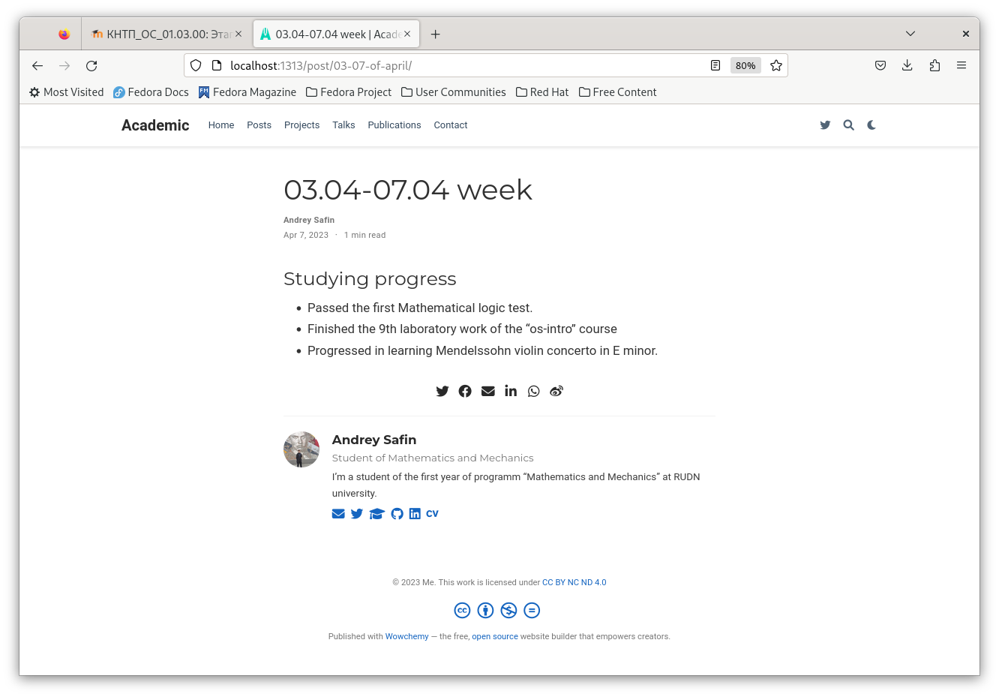 КНТП_ОС_01.03.00: Эта
03.04-07.04 week | Acade
localhost:1313/post/03-07-of-april/
80%
Most Visited
Fedora Docs
Fedora Magazine
Fedora Project
User Communities
Red Hat
Free Content
Academic
Home
Posts
Projects
Talks
Publications
Contact
03.04-07.04 week
Andrey Safin
Apr 7, 2023 · 1 min read
Studying progress
• Passed the first Mathematical logic test.
• Finished the 9th laboratory work of the “os-intro” course
• Progressed in learning Mendelssohn violin concerto in E minor.
Andrey Safin
Student of Mathematics and Mechanics
I’m a student of the first year of programm “Mathematics and Mechanics” at RUDN
university.
CV
© 2023 Me. This work is licensed under CC BY NC ND 4.0
Published with Wowchemy — the free, open source website builder that empowers creators.